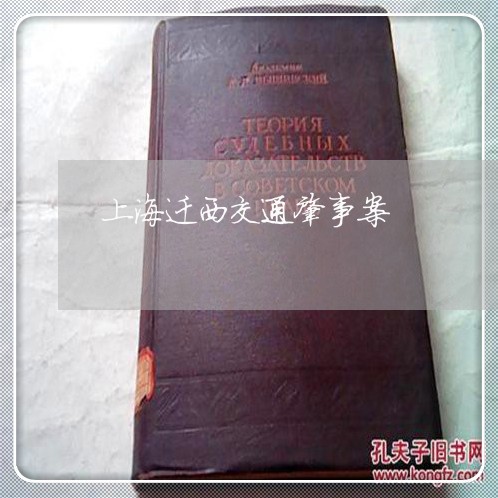 Академик
ТЕОРИЯ
СУДЕБНЫХ
ДОКАЗАТЕЛЬСТВ
В СОВЕТСКОМ
上海迁西交通肇事案
孔夫子旧书网
www.kongfz.com